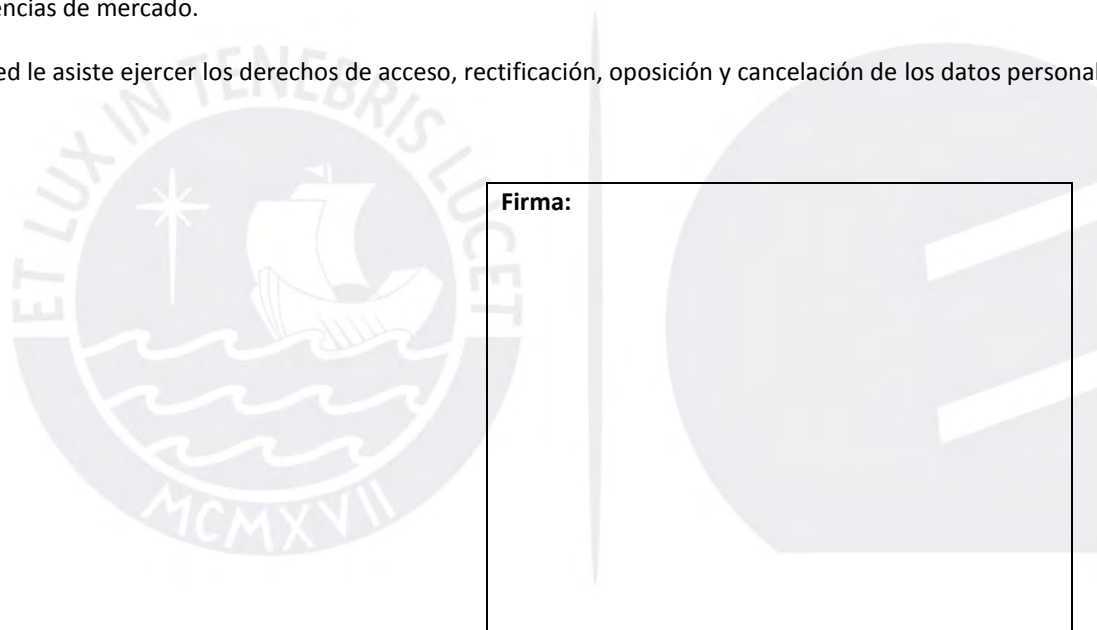 encias de mercado.
ed le asiste ejercer los derechos de acceso, rectificación, oposición y cancelación de los datos personal
Firma:
ET LUX IN TENEBRIS LUCET
MCMXVII